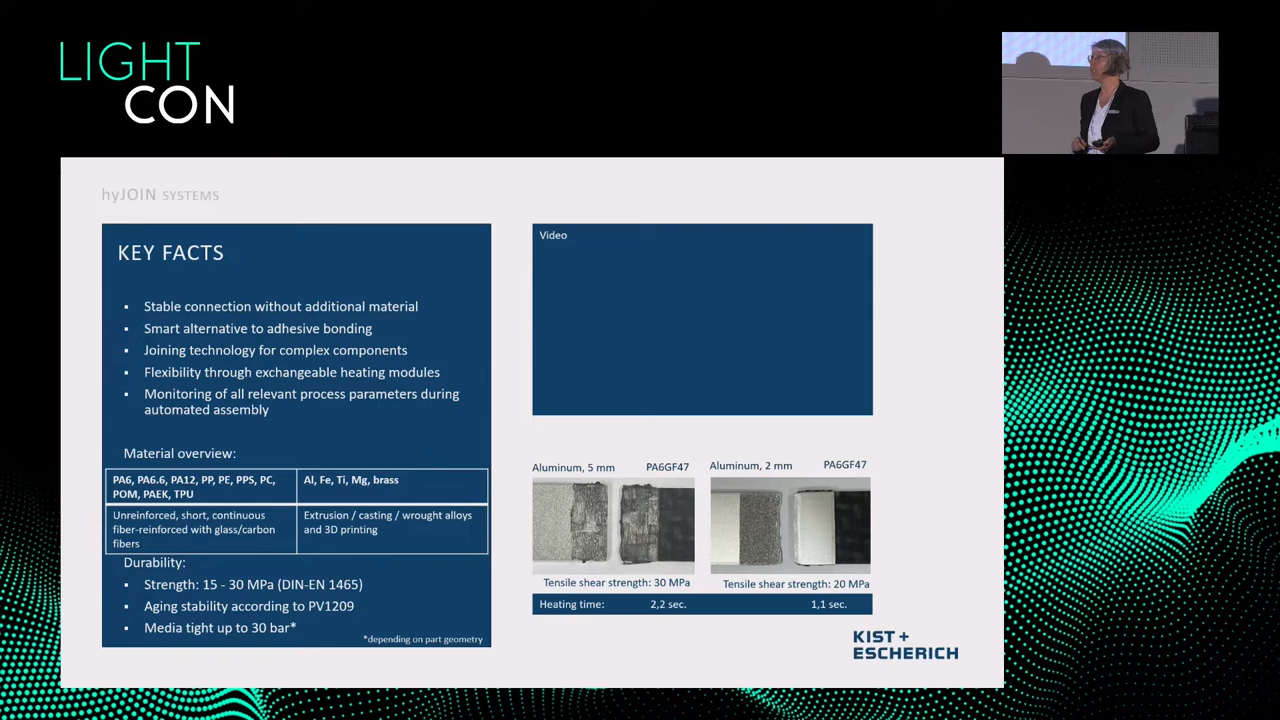 LIGHT
CON
hyJOIN SYSTEMS
KEY FACTS
▪ Stable connection without additional material
▪ Smart alternative to adhesive bonding
▪ Joining technology for complex components
▪ Flexibility through exchangeable heating modules
▪ Monitoring of all relevant process parameters during
automated assembly
Material overview:
PA6, PA6.6, PA12, PP, PE, PPS, PC,
POM, PAEK, TPU
Al, Fe, Ti, Mg, brass
Unreinforced, short, continuous
fiber-reinforced with glass/carbon
fibers
Extrusion / casting / wrought alloys
and 3D printing
Durability:
▪ Strength: 15 - 30 MPa (DIN-EN 1465)
▪ Aging stability according to PV1209
▪ Media tight up to 30 bar*
*depending on part geometry
Video
Aluminum, 5 mm PA6GF47
Aluminum, 2 mm PA6GF47
Tensile shear strength: 30 MPa
Tensile shear strength: 20 MPa
Heating time: 2,2 sec. 1,1 sec.
KIST +
ESCHERICH